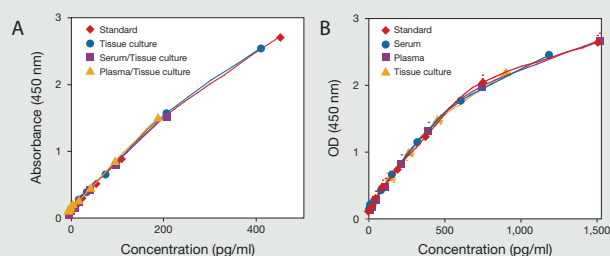 A
Standard
Tissue culture
Serum/Tissue culture
Plasma/Tissue culture
Absorbance (450 nm)
3
2
1
0
0
200
400
Concentration (pg/ml)
B
Standard
Serum
Plasma
Tissue culture
OD (450 nm)
3
2
1
0
0
500
1,000
1,500
Concentration (pg/ml)